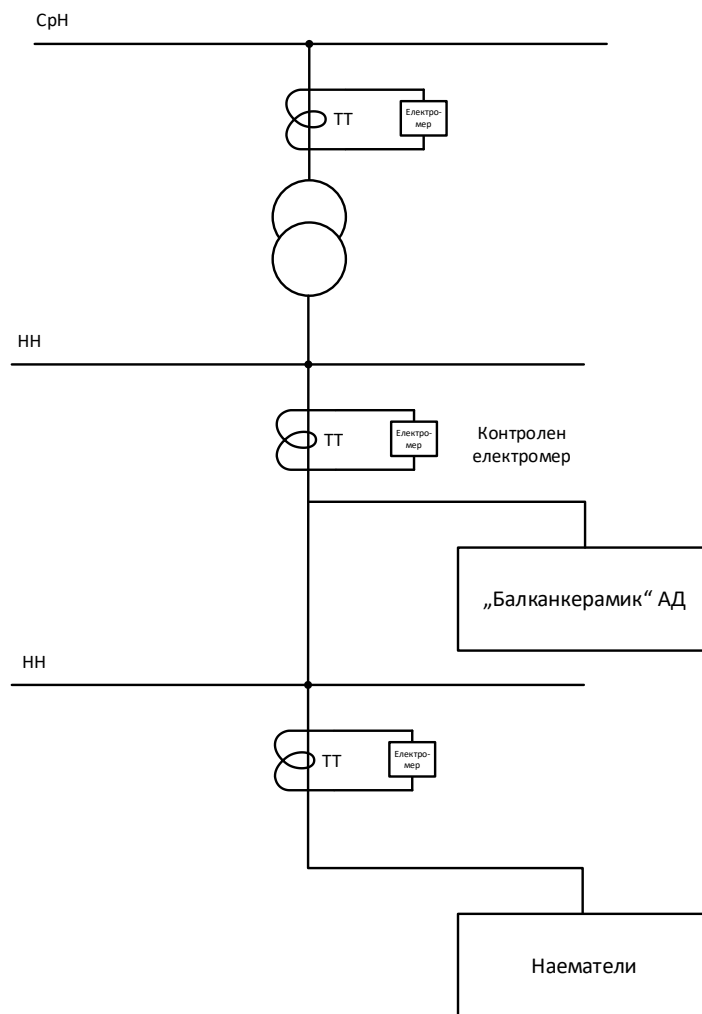 СрН
ТТ
Електро-
мер
НН
ТТ
Електро-
мер
Контролен
електромер
„Балканкерамик“ АД
НН
ТТ
Електро-
мер
Наематели